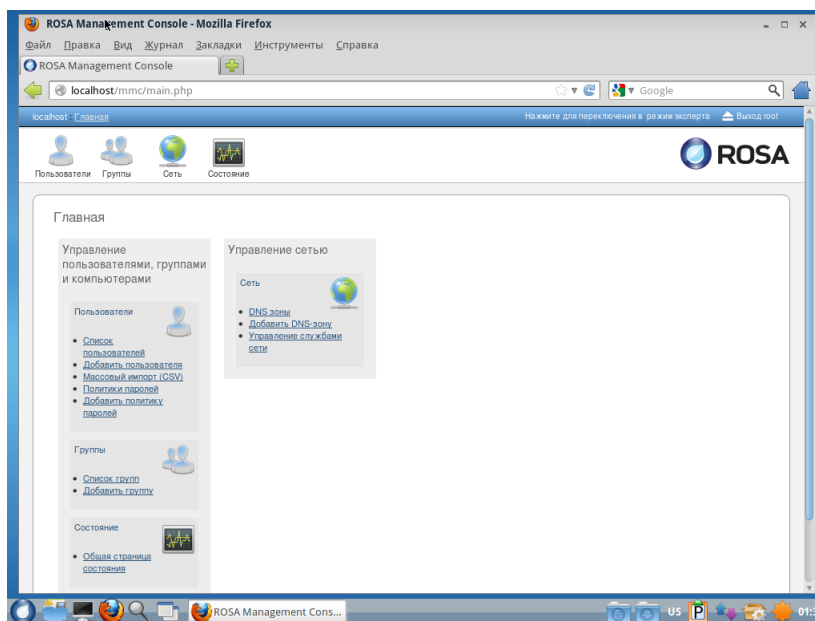 ROSA Management Console - Mozilla Firefox
Файл Правка Вид Журнал Закладки Инструменты Справка
ROSA Management Console
localhost/mmc/main.php
Google
localhost : Главная
Нажмите для переключения в режим эксперта
Выход root
Пользователи Группы Сеть Состояние
ROSA
Главная
Управление
пользователями, группами
и компьютерами
Пользователи
Список
пользователей
Добавить пользователя
Массовый импорт (CSV)
Политики паролей
Добавить политику
паролей
Группы
Список групп
Добавить группу
Состояние
Общая страница
состояния
Управление сетью
Сеть
DNS зоны
Добавить DNS-зону
Управление службами
сети
ROSA Management Cons...
US
P